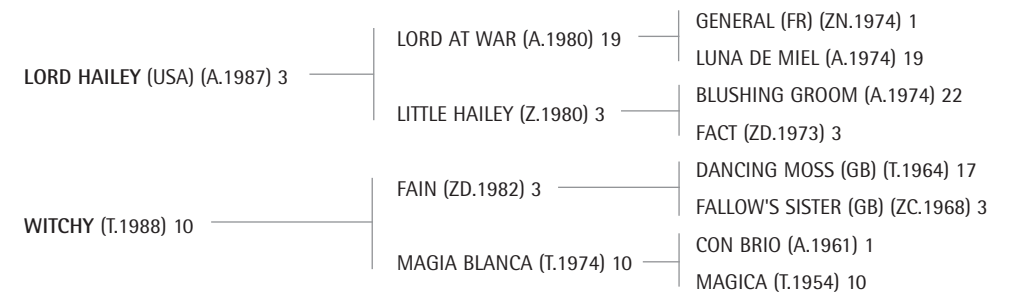 GENERAL (FR) (ZN.1974) 1
LORD AT WAR (A.1980) 19
LUNA DE MIEL (A.1974) 19
LORD HAILEY (USA) (A.1987) 3
BLUSHING GROOM (A.1974) 22
LITTLE HAILEY (Z.1980) 3
FACT (ZD.1973) 3
DANCING MOSS (GB) (T.1964) 17
FAIN (ZD.1982) 3
FALLOW'S SISTER (GB) (ZC.1968) 3
WITCHY (T.1988) 10
CON BRIO (A.1961) 1
MAGIA BLANCA (T.1974) 10
MAGICA (T.1954) 10